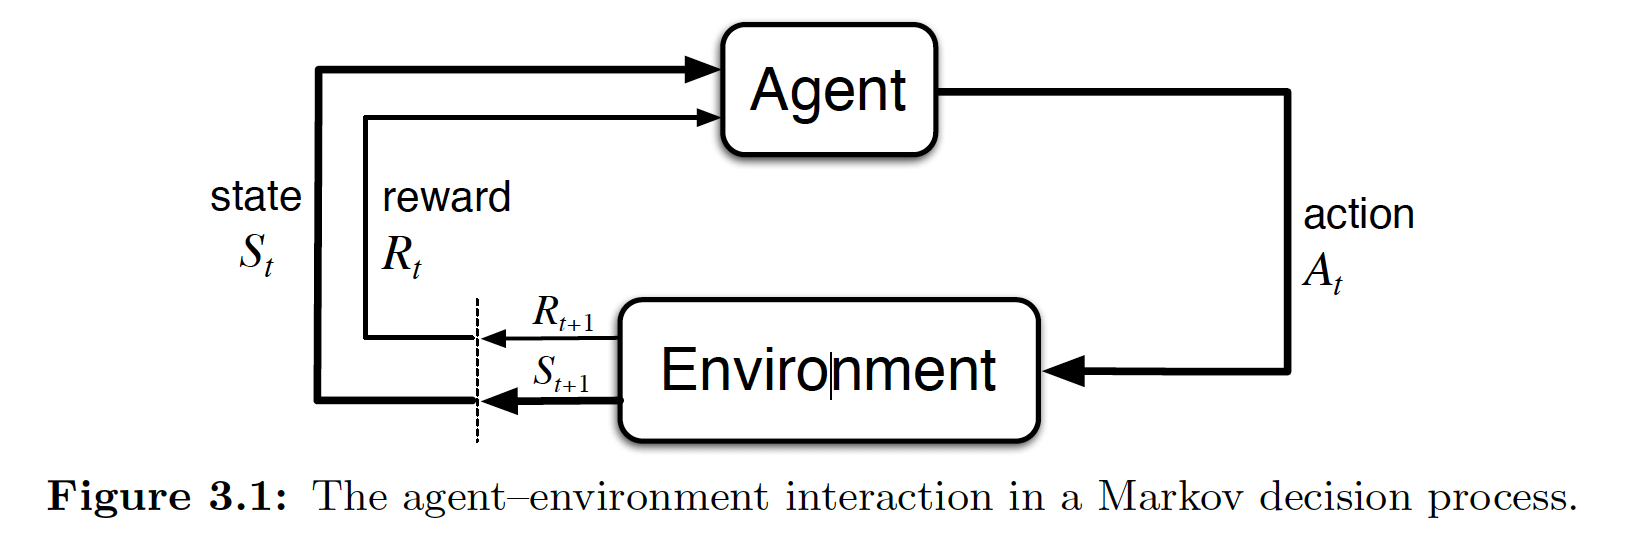 Agent
state
reward
action
S_t
R_t
A_t
R_{t+1}
S_{t+1}
Environment
Figure 3.1: The agent–environment interaction in a Markov decision process.